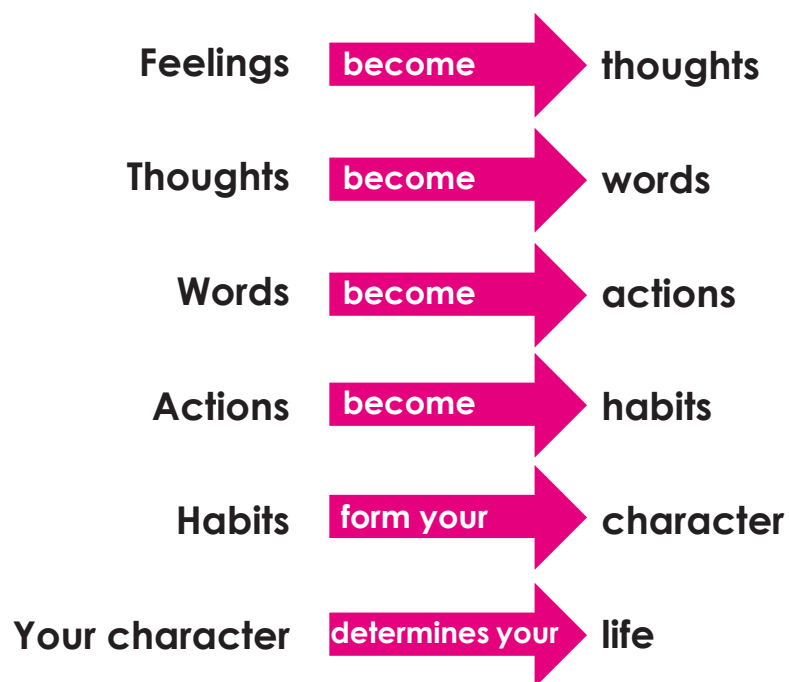 Feelings become thoughts
Thoughts become words
Words become actions
Actions become habits
Habits form your character
Your character determines your life